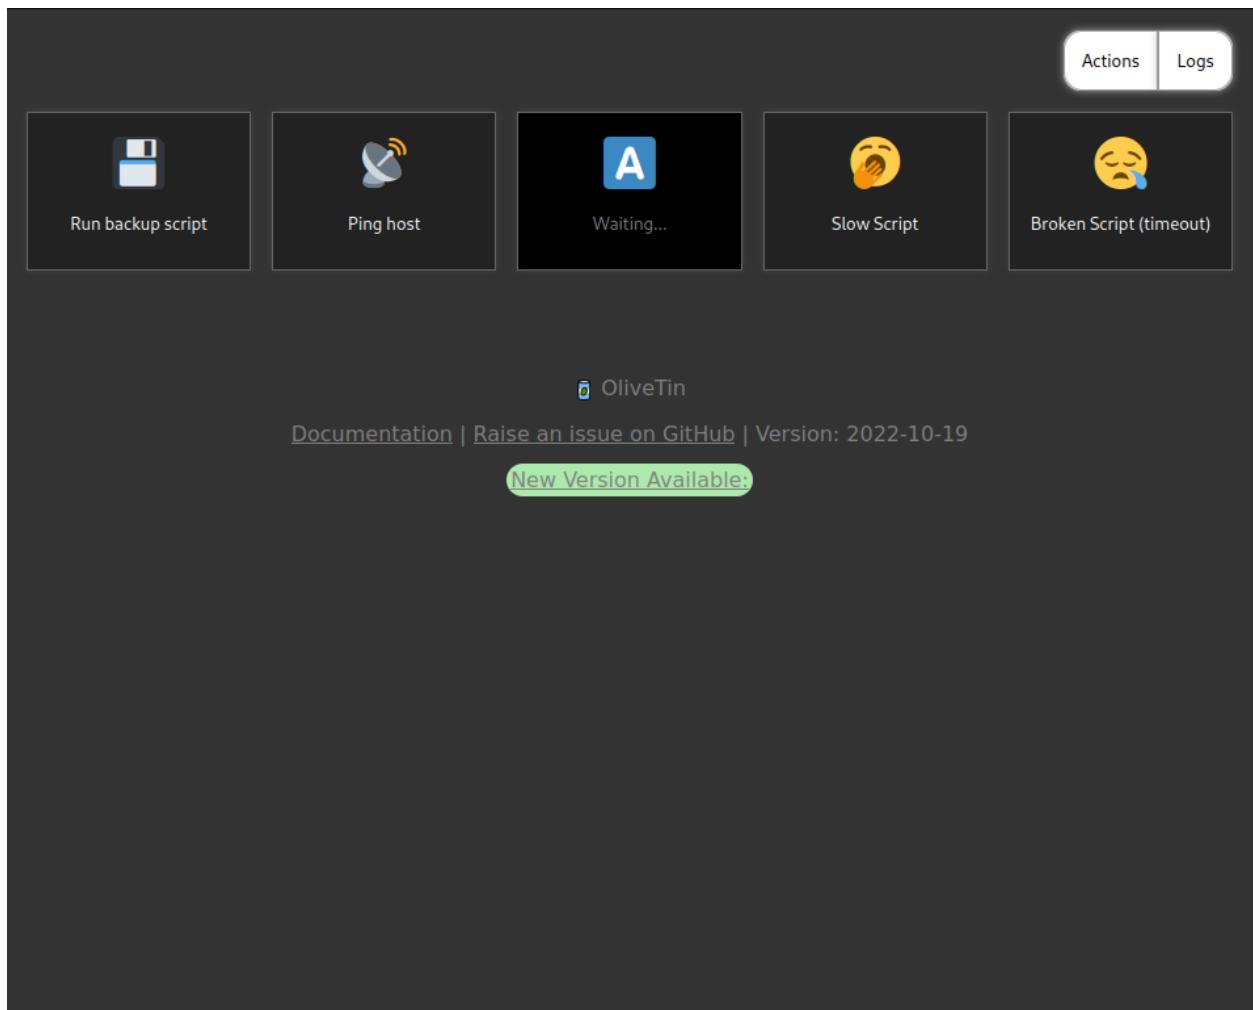 Actions Logs
A
Run backup script Ping host Waiting... Slow Script Broken Script (timeout)
OliveTin
Documentation | Raise an issue on GitHub | Version: 2022-10-19
New Version Available: